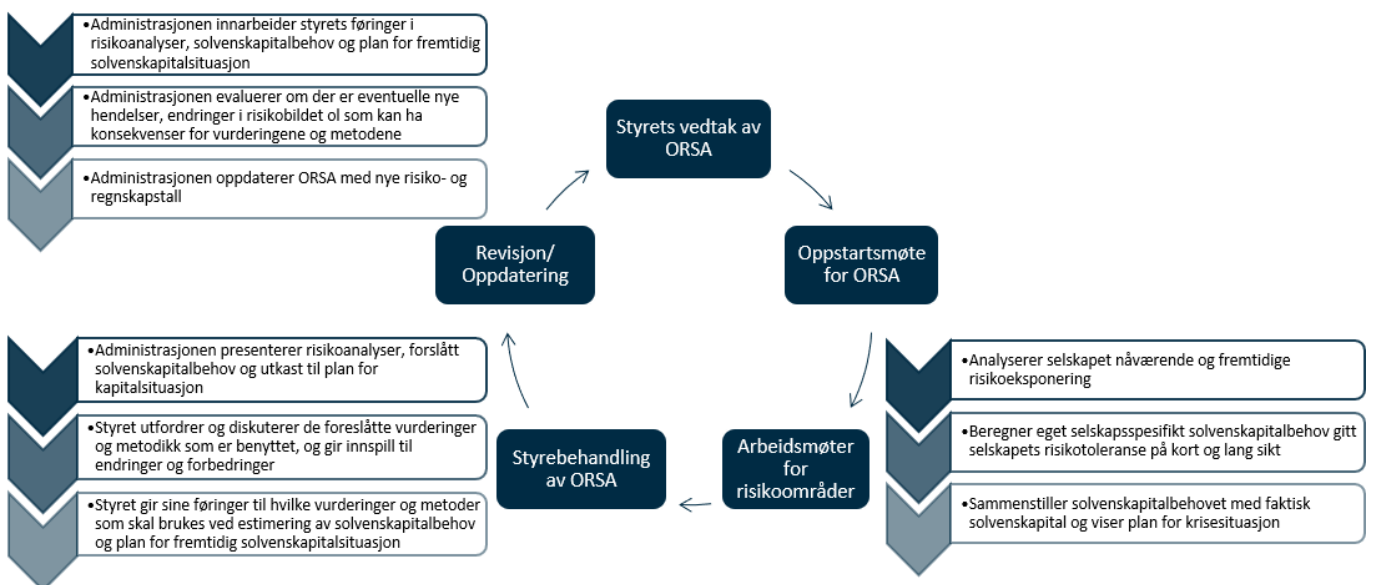 •Administrasjonen innarbeider styrets føringer i
risikoanalyser, solvenskapitalbehov og plan for fremtidig
solvenskapitalsituasjon
•Administrasjonen evaluerer om der er eventuelle nye
hendelser, endringer i risikobildet ol som kan ha
konsekvenser for vurderingene og metodene
•Administrasjonen oppdaterer ORSA med nye risiko- og
regnskapstall
Styrets vedtak av
ORSA
Oppstartsmøte
for ORSA
Arbeidsmøter
for
risikoområder
Styrebehandling
av ORSA
Revisjon/
Oppdatering
•Administrasjonen presenterer risikoanalyser, forslått
solvenskapitalbehov og utkast til plan for
kapitalsituasjon
•Styret utfordrer og diskuterer de foreslåtte vurderinger
og metodikk som er benyttet, og gir innspill til
endringer og forbedringer
•Styret gir sine føringer til hvilke vurderinger og metoder
som skal brukes ved estimering av solvenskapitalbehov
og plan for fremtidig solvenskapitalsituasjon
•Analyserer selskapet nåværende og fremtidige
risikoeksponering
•Beregner eget selskapsspesifikt solvenskapitalbehov gitt
selskapets risikotoleranse på kort og lang sikt
•Sammenstiller solvenskapitalbehovet med faktisk
solvenskapital og viser plan for krisesituasjon